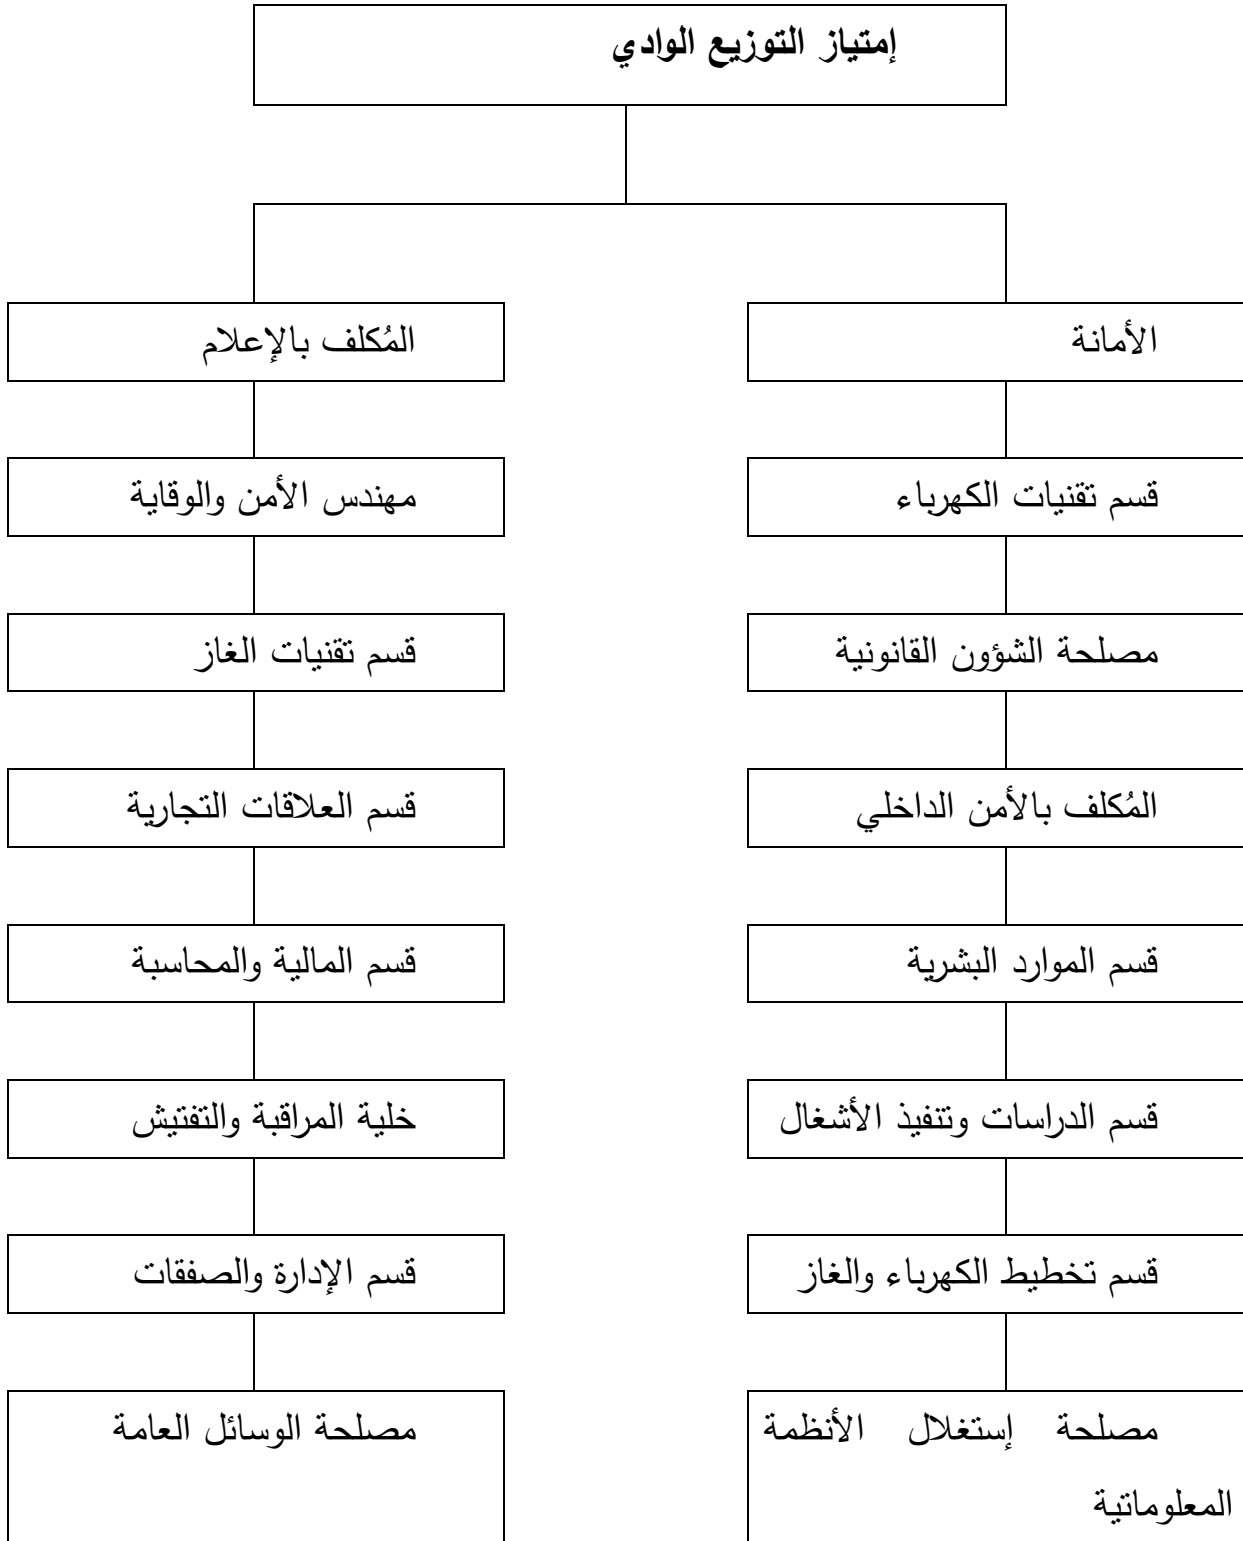 إمتياز التوزيع الوادي
الأمانة
المُكلف بالإعلام
قسم تقنيات الكهرباء
مهندس الأمن والوقاية
مصلحة الشؤون القانونية
قسم تقنيات الغاز
المُكلف بالأمن الداخلي
قسم العلاقات التجارية
قسم الموارد البشرية
قسم المالية والمحاسبة
قسم الدراسات وتنفيذ الأشغال
خلية المراقبة والتفتيش
قسم تخطيط الكهرباء والغاز
قسم الإدارة والصفقات
مصلحة إستغلال الأنظمة
المعلوماتية
مصلحة الوسائل العامة